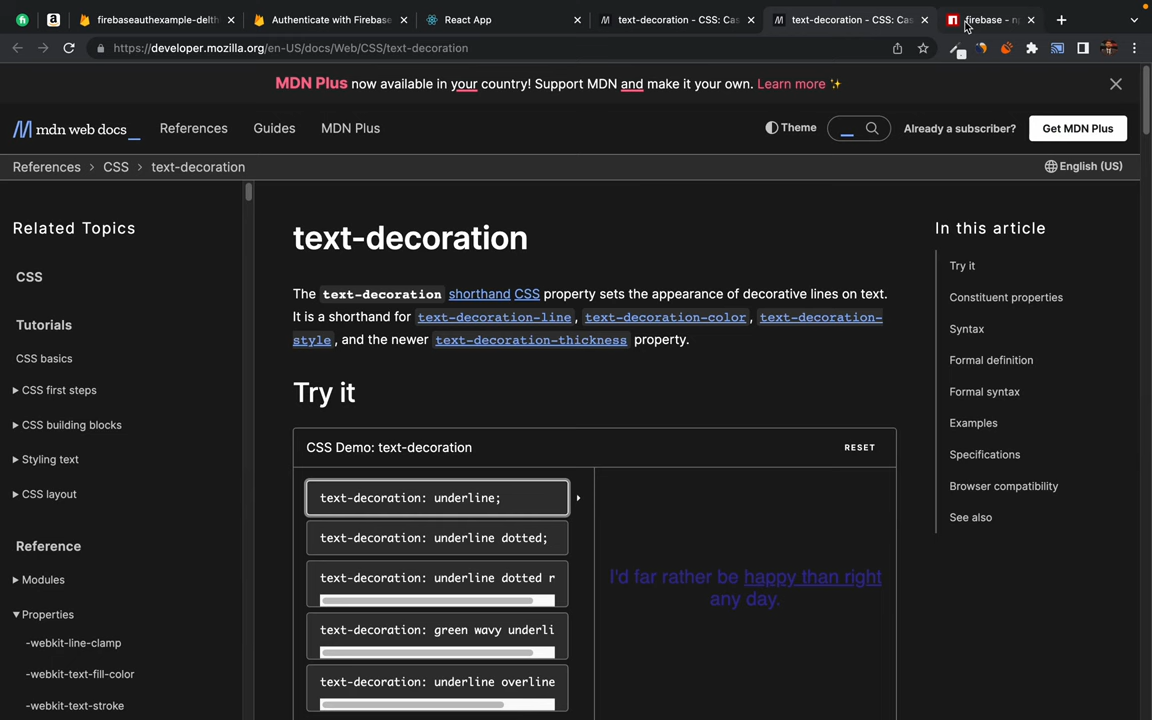 firebaseauthexample-delth
Authenticate with Firebase
React App
text-decoration - CSS: Cas
text-decoration - CSS: Cas
firebase - n
https://developer.mozilla.org/en-US/docs/Web/CSS/text-decoration
MDN Plus now available in your country! Support MDN and make it your own. Learn more ✨
mdn web docs_
References
Guides
MDN Plus
Theme
Already a subscriber?
Get MDN Plus
References > CSS > text-decoration
English (US)
Related Topics
CSS
Tutorials
CSS basics
CSS first steps
CSS building blocks
Styling text
CSS layout
Reference
Modules
Properties
-webkit-line-clamp
-webkit-text-fill-color
-webkit-text-stroke
text-decoration
The text-decoration shorthand CSS property sets the appearance of decorative lines on text.
It is a shorthand for text-decoration-line, text-decoration-color, text-decoration-
style, and the newer text-decoration-thickness property.
Try it
CSS Demo: text-decoration
RESET
text-decoration: underline;
text-decoration: underline dotted;
text-decoration: underline dotted r
text-decoration: green wavy underli
text-decoration: underline overline
I'd far rather be happy than right
any day.
In this article
Try it
Constituent properties
Syntax
Formal definition
Formal syntax
Examples
Specifications
Browser compatibility
See also